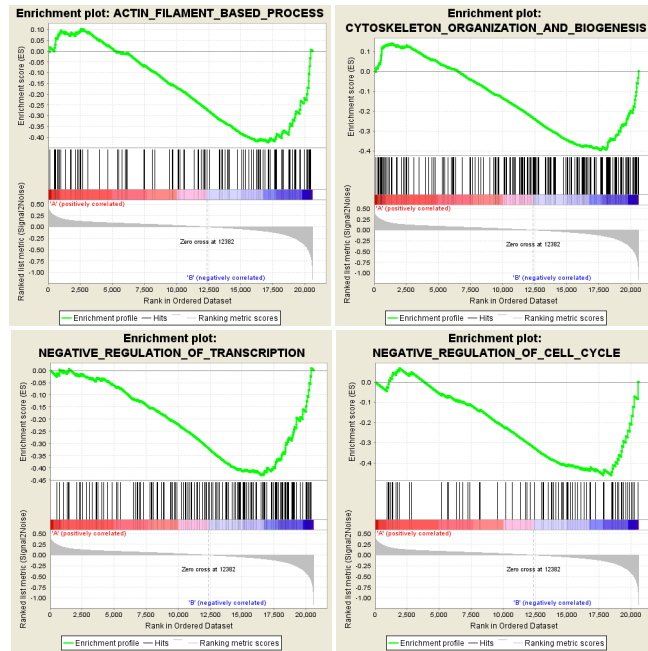 Enrichment plot: ACTIN_FILAMENT_BASED_PROCESS
Enrichment score (ES)
0.10
0.05
0.00
-0.05
-0.10
-0.15
-0.20
-0.25
-0.30
-0.35
-0.40
Ranked list metric (Signal2Noise)
0.50
0.25
0.00
-0.25
-0.50
-0.75
-1.00
'A' (positively correlated)
Zero cross at 12382
'B' (negatively correlated)
0 2,500 5,000 7,500 10,000 12,500 15,000 17,500 20,000
Rank in Ordered Dataset
Enrichment profile Hits Ranking metric scores
Enrichment plot:
CYTOSKELETON_ORGANIZATION_AND_BIOGENESIS
Enrichment score (ES)
0.1
0.0
-0.1
-0.2
-0.3
-0.4
Ranked list metric (Signal2Noise)
0.50
0.25
0.00
-0.25
-0.50
-0.75
-1.00
'A' (positively correlated)
Zero cross at 12382
'B' (negatively correlated)
0 2,500 5,000 7,500 10,000 12,500 15,000 17,500 20,000
Rank in Ordered Dataset
Enrichment profile Hits Ranking metric scores
Enrichment plot:
NEGATIVE_REGULATION_OF_TRANSCRIPTION
Enrichment score (ES)
0.00
-0.05
-0.10
-0.15
-0.20
-0.25
-0.30
-0.35
-0.40
-0.45
Ranked list metric (Signal2Noise)
0.50
0.25
0.00
-0.25
-0.50
-0.75
-1.00
'A' (positively correlated)
Zero cross at 12382
'B' (negatively correlated)
0 2,500 5,000 7,500 10,000 12,500 15,000 17,500 20,000
Rank in Ordered Dataset
Enrichment profile Hits Ranking metric scores
Enrichment plot:
NEGATIVE_REGULATION_OF_CELL_CYCLE
Enrichment score (ES)
0.0
-0.1
-0.2
-0.3
-0.4
Ranked list metric (Signal2Noise)
0.50
0.25
0.00
-0.25
-0.50
-0.75
-1.00
'A' (positively correlated)
Zero cross at 12382
'B' (negatively correlated)
0 2,500 5,000 7,500 10,000 12,500 15,000 17,500 20,000
Rank in Ordered Dataset
Enrichment profile Hits Ranking metric scores